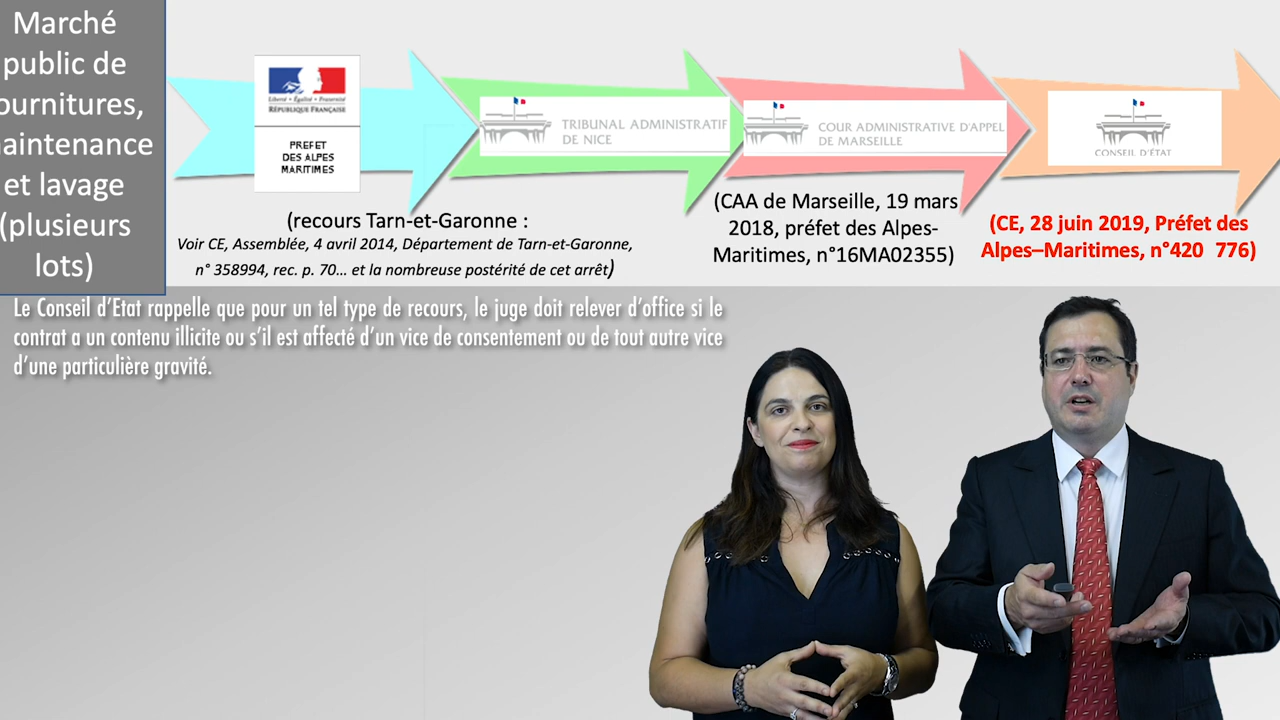 Marché
public de
ournitures,
naintenance
et lavage
(plusieurs
lots)
Liberté • Égalité • Fraternité
RÉPUBLIQUE FRANÇAISE
PREFET
DES ALPES
MARITIMES
TRIBUNAL ADMINISTRATIF
DE NICE
COUR ADMINISTRATIVE D'APPEL
DE MARSEILLE
CONSEIL D'ÉTAT
(recours Tarn-et-Garonne :
Voir CE, Assemblée, 4 avril 2014, Département de Tarn-et-Garonne,
n° 358994, rec. p. 70... et la nombreuse postérité de cet arrêt)
(CAA de Marseille, 19 mars
2018, préfet des Alpes-
Maritimes, n°16MA02355)
(CE, 28 juin 2019, Préfet des
Alpes–Maritimes, n°420 776)
Le Conseil d'Etat rappelle que pour un tel type de recours, le juge doit relever d'office si le
contrat a un contenu illicite ou s'il est affecté d'un vice de consentement ou de tout autre vice
d'une particulière gravité.